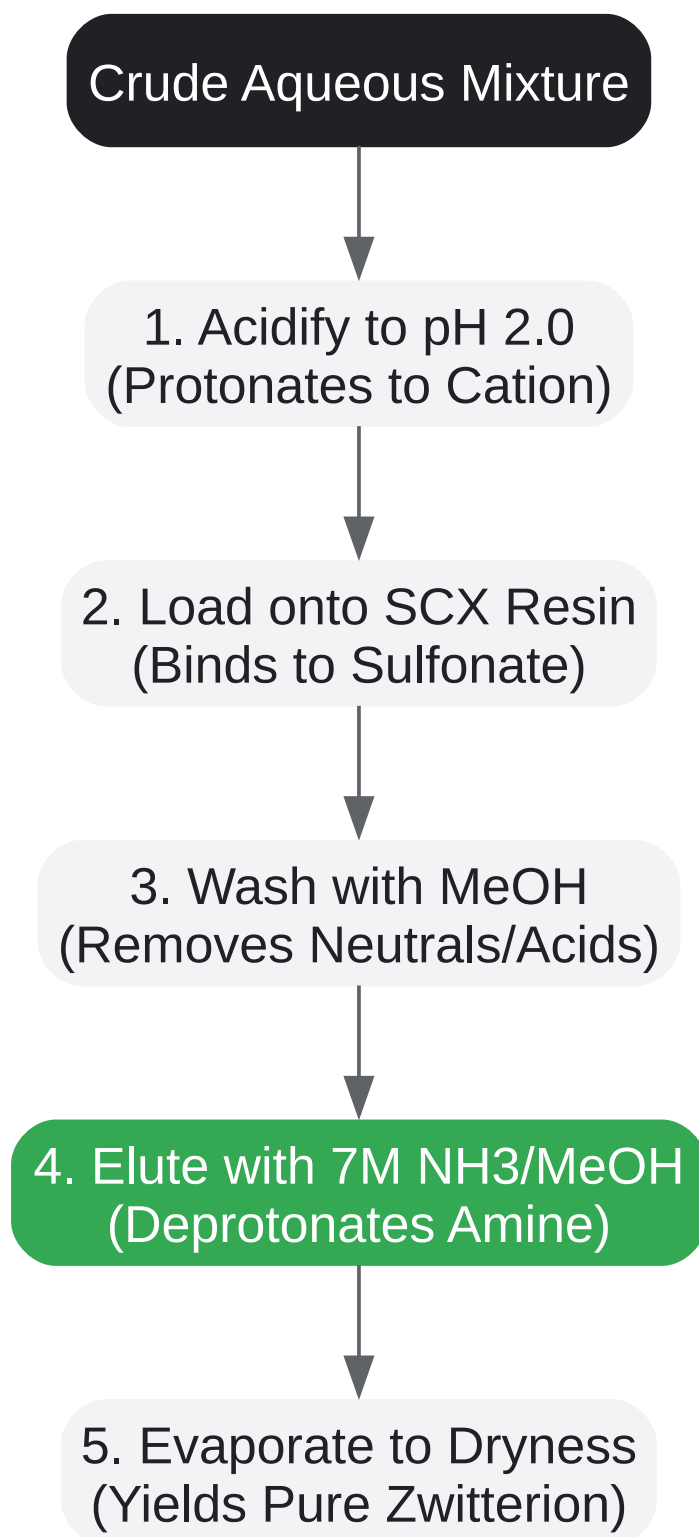 Crude Aqueous Mixture
1. Acidify to pH 2.0
(Protonates to Cation)
2. Load onto SCX Resin
(Binds to Sulfonate)
3. Wash with MeOH
(Removes Neutrals/Acids)
4. Elute with 7M NH3/MeOH
(Deprotonates Amine)
5. Evaporate to Dryness
(Yields Pure Zwitterion)